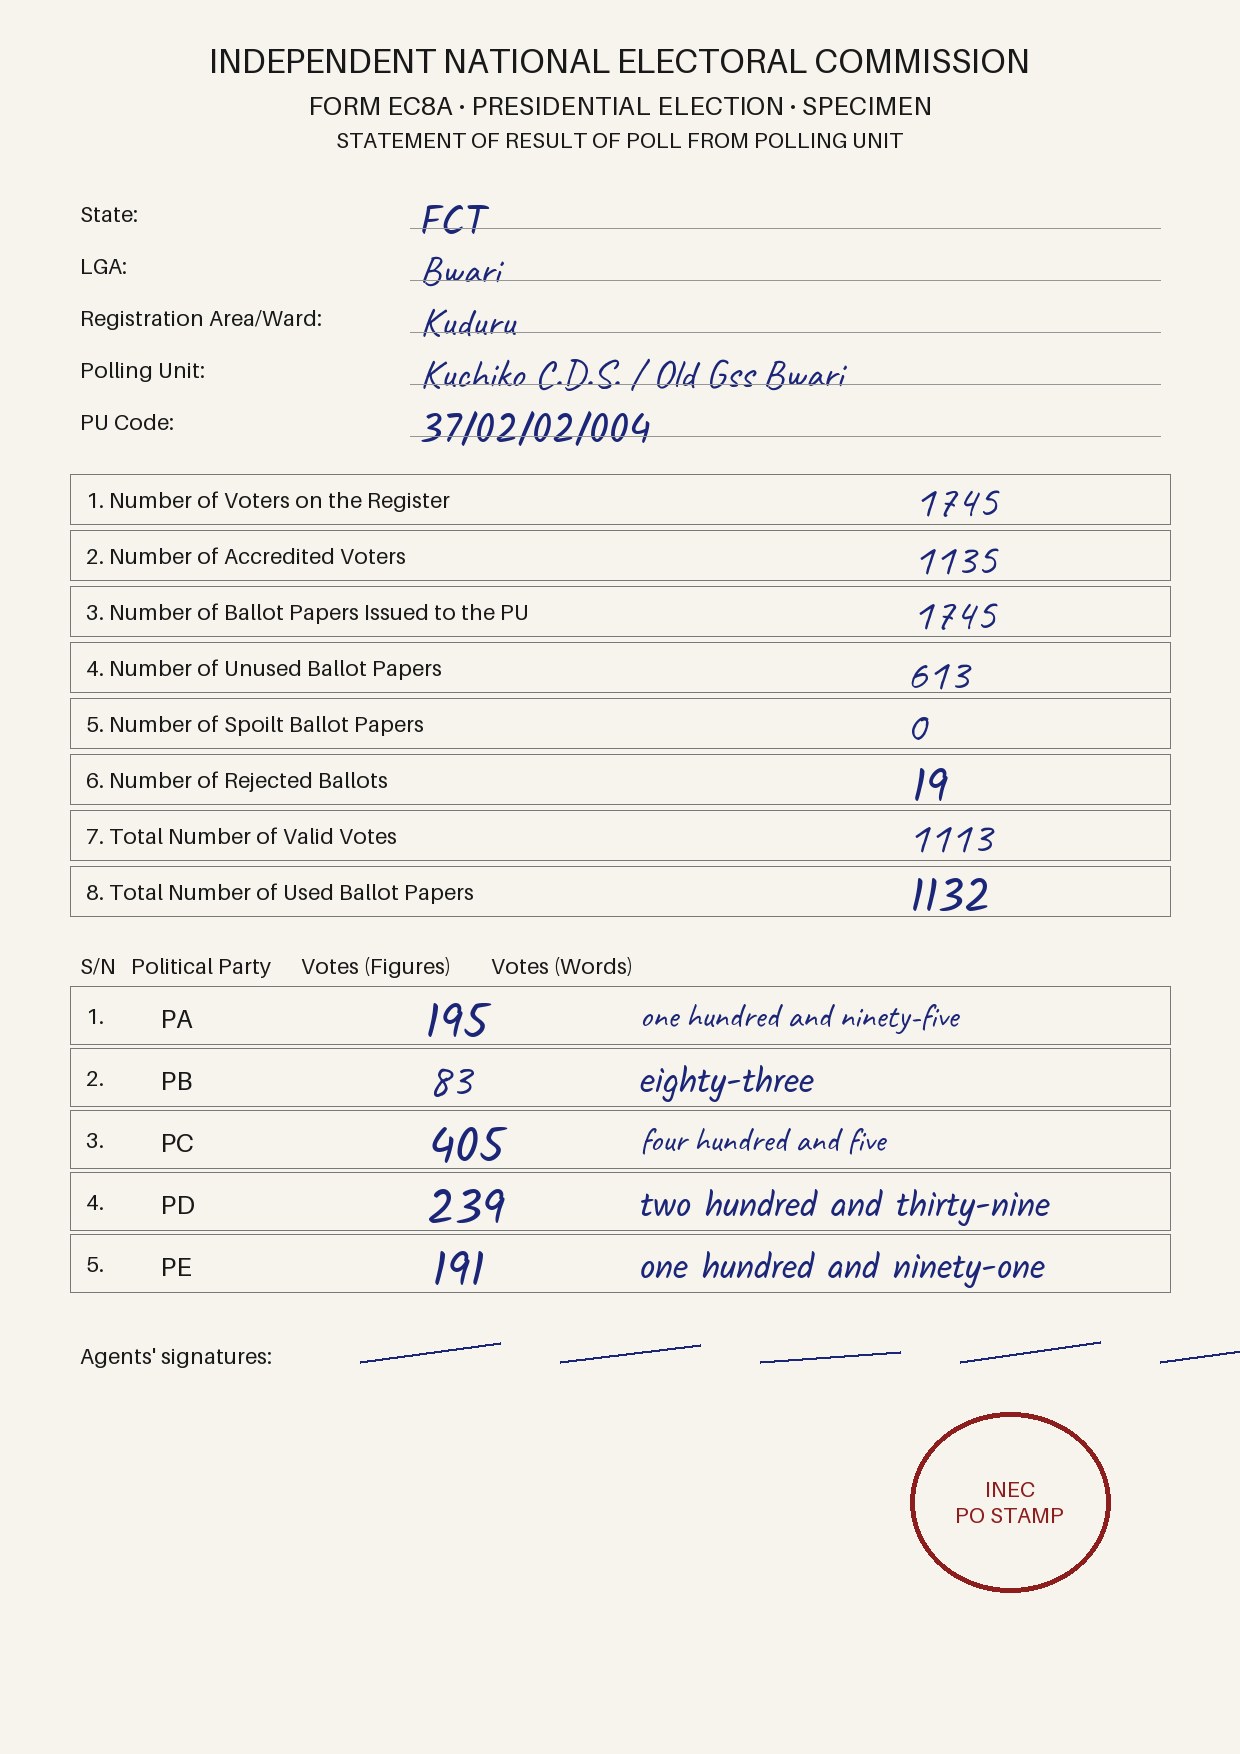 INDEPENDENT NATIONAL ELECTORAL COMMISSION
FORM EC8A · PRESIDENTIAL ELECTION · SPECIMEN
STATEMENT OF RESULT OF POLL FROM POLLING UNIT
State: FCT
LGA: Bwari
Registration Area/Ward: Kuduru
Polling Unit: Kuchiko C.D.S. / Old Gss Bwari
PU Code: 37/02/02/004
1. Number of Voters on the Register 1745
2. Number of Accredited Voters 1135
3. Number of Ballot Papers Issued to the PU 1745
4. Number of Unused Ballot Papers 613
5. Number of Spoilt Ballot Papers 0
6. Number of Rejected Ballots 19
7. Total Number of Valid Votes 1113
8. Total Number of Used Ballot Papers 1132
S/N Political Party Votes (Figures) Votes (Words)
1. PA 195 one hundred and ninety-five
2. PB 83 eighty-three
3. PC 405 four hundred and five
4. PD 239 two hundred and thirty-nine
5. PE 191 one hundred and ninety-one
Agents' signatures:
INEC
PO STAMP